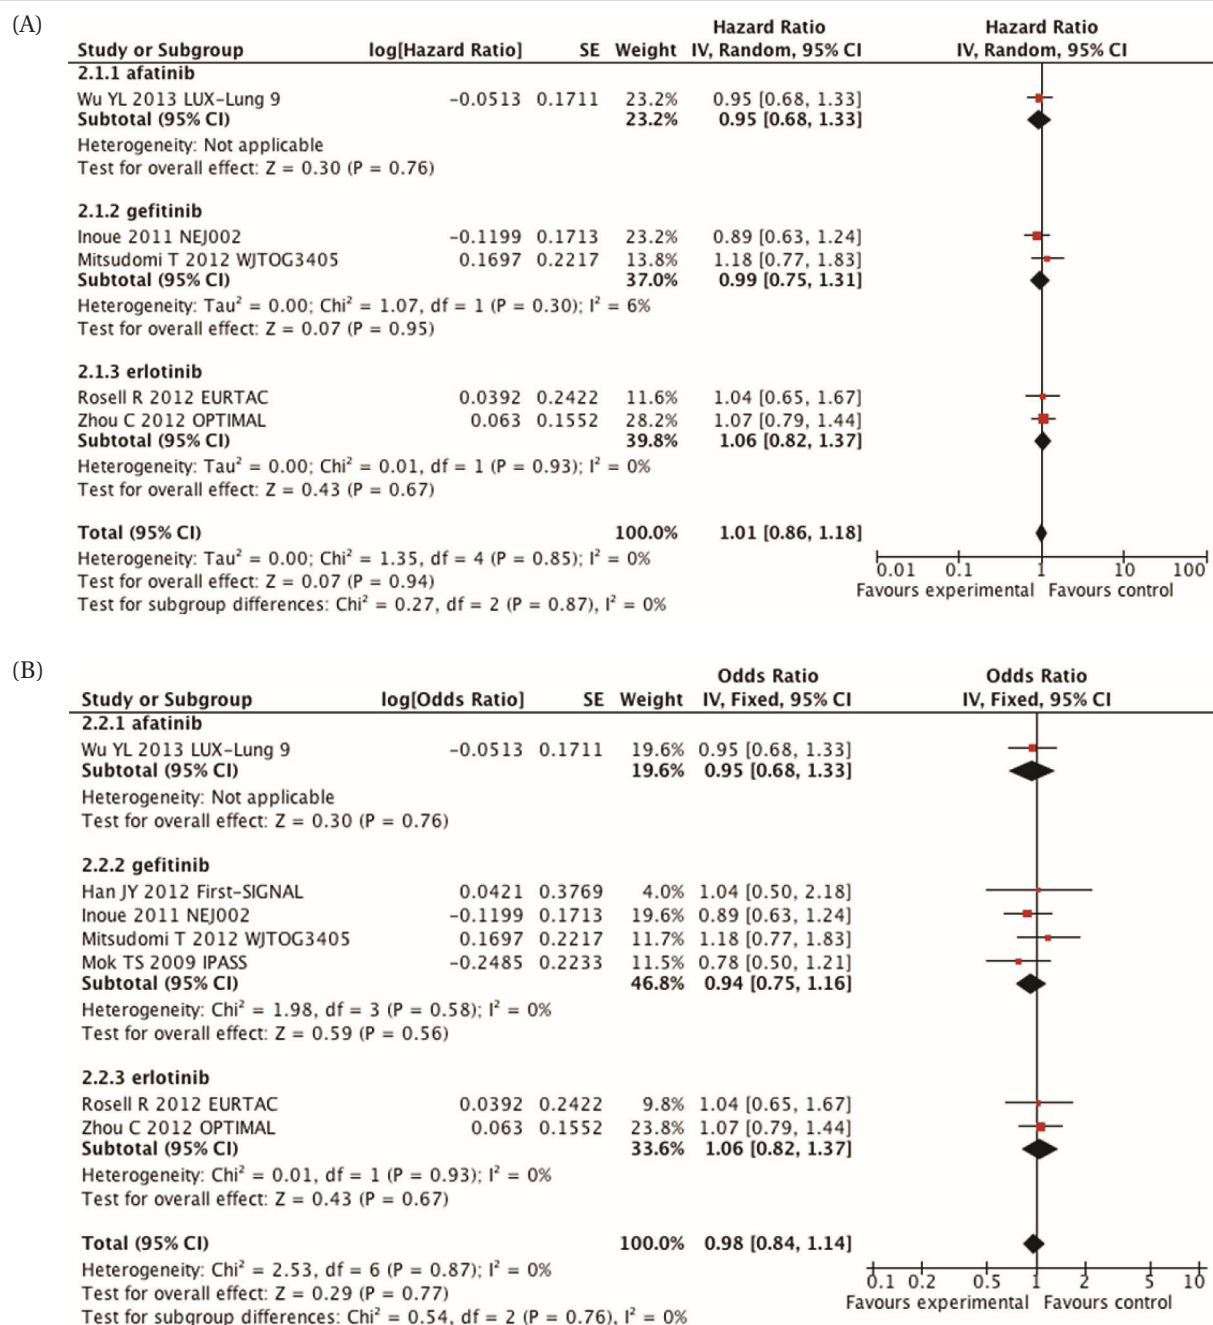 (A)
Hazard Ratio Hazard Ratio
Study or Subgroup log[Hazard Ratio] SE Weight IV, Random, 95% CI IV, Random, 95% CI
2.1.1 afatinib
Wu YL 2013 LUX-Lung 9 -0.0513 0.1711 23.2% 0.95 [0.68, 1.33]
Subtotal (95% CI) 23.2% 0.95 [0.68, 1.33]
Heterogeneity: Not applicable
Test for overall effect: Z = 0.30 (P = 0.76)
2.1.2 gefitinib
Inoue 2011 NEJ002 -0.1199 0.1713 23.2% 0.89 [0.63, 1.24]
Mitsudomi T 2012 WJTOG3405 0.1697 0.2217 13.8% 1.18 [0.77, 1.83]
Subtotal (95% CI) 37.0% 0.99 [0.75, 1.31]
Heterogeneity: Tau² = 0.00; Chi² = 1.07, df = 1 (P = 0.30); I² = 6%
Test for overall effect: Z = 0.07 (P = 0.95)
2.1.3 erlotinib
Rosell R 2012 EURTAC 0.0392 0.2422 11.6% 1.04 [0.65, 1.67]
Zhou C 2012 OPTIMAL 0.063 0.1552 28.2% 1.07 [0.79, 1.44]
Subtotal (95% CI) 39.8% 1.06 [0.82, 1.37]
Heterogeneity: Tau² = 0.00; Chi² = 0.01, df = 1 (P = 0.93); I² = 0%
Test for overall effect: Z = 0.43 (P = 0.67)
Total (95% CI) 100.0% 1.01 [0.86, 1.18]
Heterogeneity: Tau² = 0.00; Chi² = 1.35, df = 4 (P = 0.85); I² = 0%
Test for overall effect: Z = 0.07 (P = 0.94)
Test for subgroup differences: Chi² = 0.27, df = 2 (P = 0.87), I² = 0%
0.01 0.1 1 10 100
Favours experimental Favours control
(B)
Odds Ratio Odds Ratio
Study or Subgroup log[Odds Ratio] SE Weight IV, Fixed, 95% CI IV, Fixed, 95% CI
2.2.1 afatinib
Wu YL 2013 LUX-Lung 9 -0.0513 0.1711 19.6% 0.95 [0.68, 1.33]
Subtotal (95% CI) 19.6% 0.95 [0.68, 1.33]
Heterogeneity: Not applicable
Test for overall effect: Z = 0.30 (P = 0.76)
2.2.2 gefitinib
Han JY 2012 First-SIGNAL 0.0421 0.3769 4.0% 1.04 [0.50, 2.18]
Inoue 2011 NEJ002 -0.1199 0.1713 19.6% 0.89 [0.63, 1.24]
Mitsudomi T 2012 WJTOG3405 0.1697 0.2217 11.7% 1.18 [0.77, 1.83]
Mok TS 2009 IPASS -0.2485 0.2233 11.5% 0.78 [0.50, 1.21]
Subtotal (95% CI) 46.8% 0.94 [0.75, 1.16]
Heterogeneity: Chi² = 1.98, df = 3 (P = 0.58); I² = 0%
Test for overall effect: Z = 0.59 (P = 0.56)
2.2.3 erlotinib
Rosell R 2012 EURTAC 0.0392 0.2422 9.8% 1.04 [0.65, 1.67]
Zhou C 2012 OPTIMAL 0.063 0.1552 23.8% 1.07 [0.79, 1.44]
Subtotal (95% CI) 33.6% 1.06 [0.82, 1.37]
Heterogeneity: Chi² = 0.01, df = 1 (P = 0.93); I² = 0%
Test for overall effect: Z = 0.43 (P = 0.67)
Total (95% CI) 100.0% 0.98 [0.84, 1.14]
Heterogeneity: Chi² = 2.53, df = 6 (P = 0.87); I² = 0%
Test for overall effect: Z = 0.29 (P = 0.77)
Test for subgroup differences: Chi² = 0.54, df = 2 (P = 0.76), I² = 0%
0.1 0.2 0.5 1 2 5 10
Favours experimental Favours control